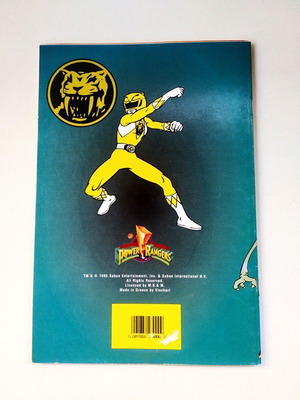 POWER RANGERS
TM & © 1995 Saban Entertainment, Inc & Saban International N.V.
All Rights Reserved.
Licensed by M.B.& M.
Made in Greece by